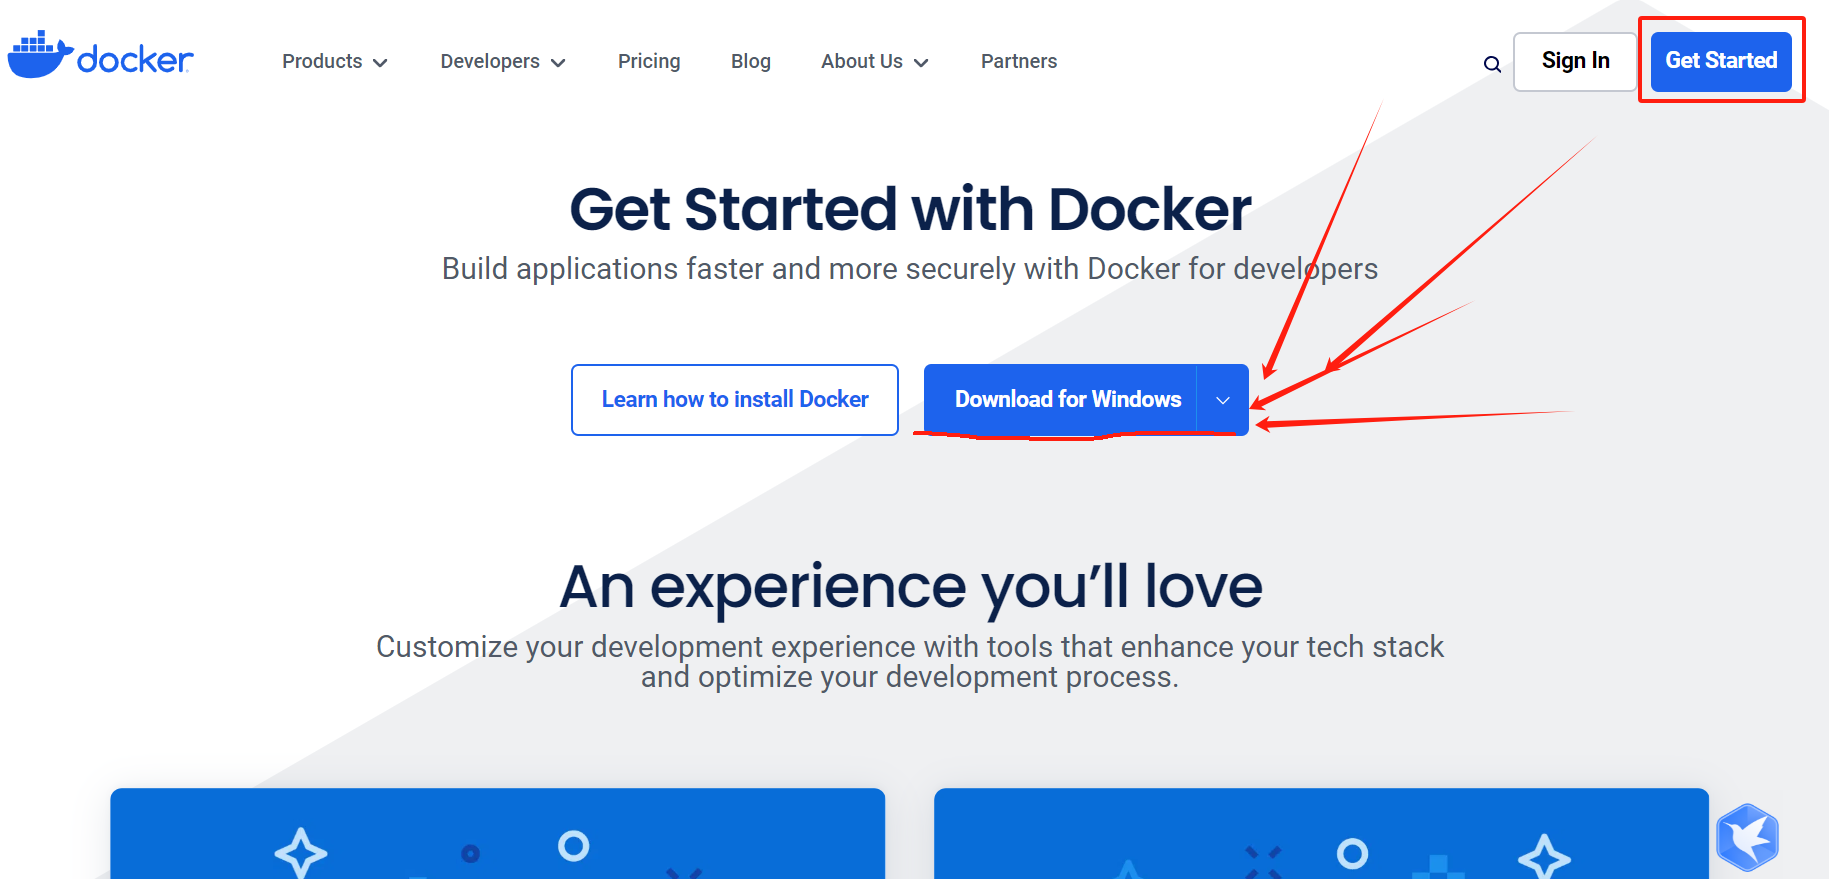 docker
Products
Developers
Pricing
Blog
About Us
Partners
Sign In
Get Started
Get Started with Docker
Build applications faster and more securely with Docker for developers
Learn how to install Docker
Download for Windows
An experience you’ll love
Customize your development experience with tools that enhance your tech stack
and optimize your development process.